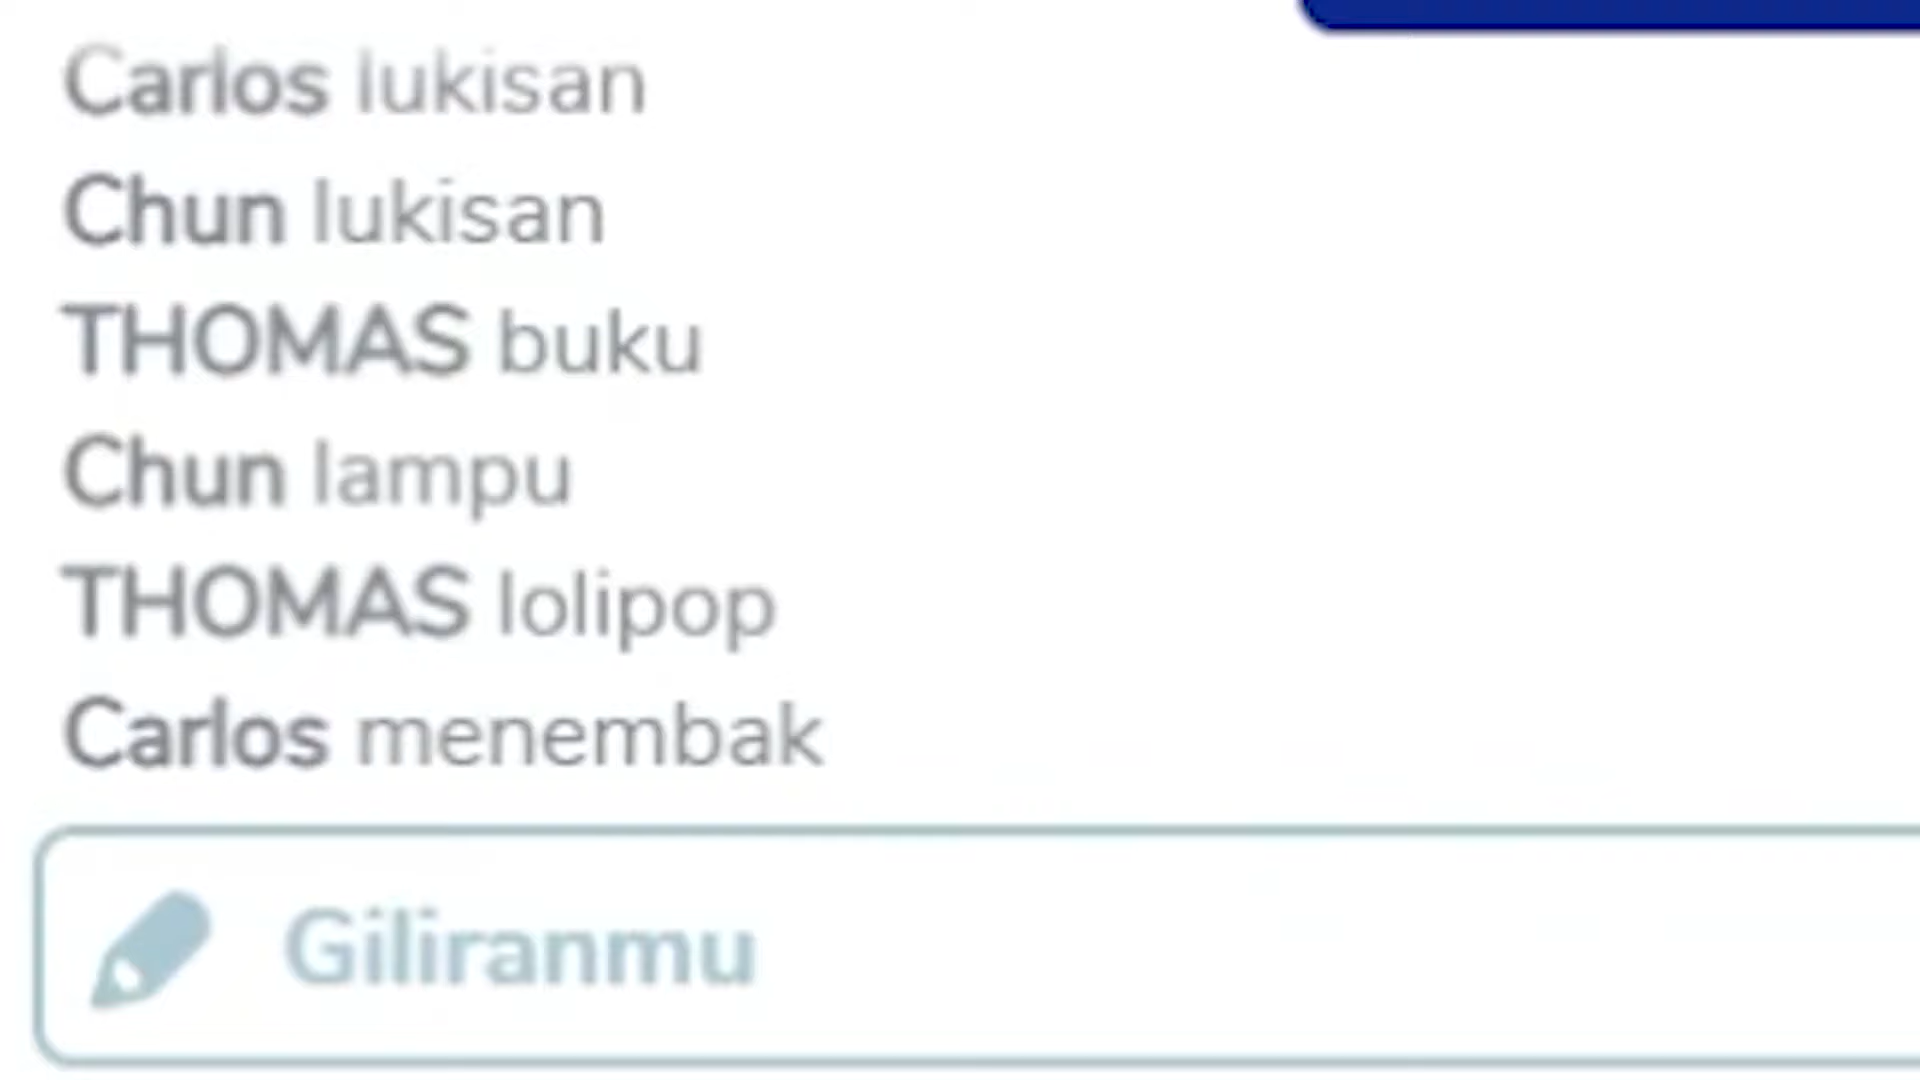 Carlos lukisan
Chun lukisan
THOMAS buku
Chun lampu
THOMAS lolipop
Carlos menembak
Giliranmu